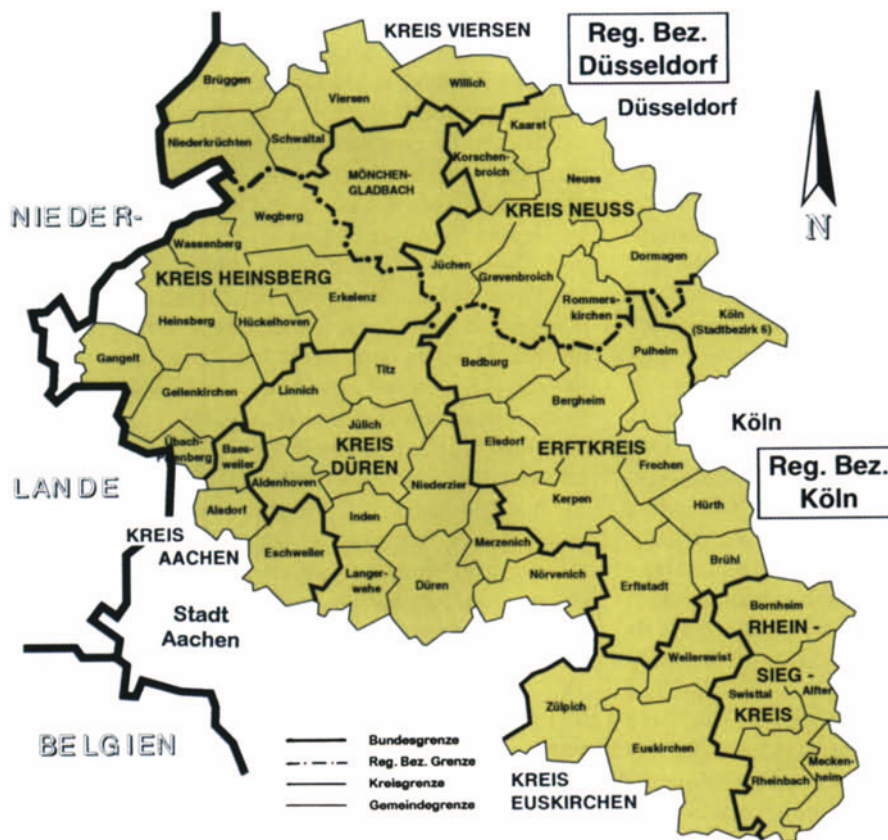 KREIS VIERSEN
Reg. Bez.
Düsseldorf
Düsseldorf
Brüggen
Viersen
Willich
Kaarst
Niederkrüchten
Schwalmtal
MÖNCHEN-
GLADBACH
Korschen-
broich
Neuss
KREIS NEUSS
N
NIEDER-
Wegberg
Wassenberg
Dormagen
KREIS HEINSBERG
Jüchen
Grevenbroich
Erkelenz
Rommers-
kirchen
Heinsberg
Hückelhoven
Köln
(Stadtbezirk 6)
Gangelt
Titz
Bedburg
Pulheim
Geilenkirchen
Linnich
Bergheim
Jülich
Köln
KREIS
DÜREN
Elsdorf
ERFTKREIS
Übach-
Baes-
weiler
Frechen
Reg. Bez.
Köln
LANDE
Aldenhoven
Niederzier
Kerpen
Hürth
Alsdorf
Inden
KREIS
AACHEN
Eschweiler
Merzenich
Brühl
Langer-
wehe
Düren
Nörvenich
Erftstadt
Bornheim
Stadt
Aachen
RHEIN -
Weilerswist
SIEG -
Swisttal
Alfter
KREIS
Zülpich
BELGIEN
Euskirchen
Bundesgrenze
Reg. Bez. Grenze
Kreisgrenze
Gemeindegrenze
KREIS
EUSKIRCHEN
Rheinbach
Mecken-
heim